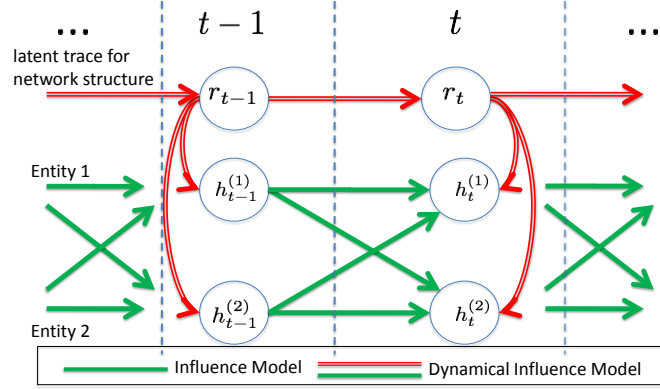 ... t − 1 t ...
latent trace for
network structure
r_{t−1} r_t
Entity 1
h_{t−1}^{(1)} h_t^{(1)}
h_{t−1}^{(2)} h_t^{(2)}
Entity 2
Influence Model Dynamical Influence Model